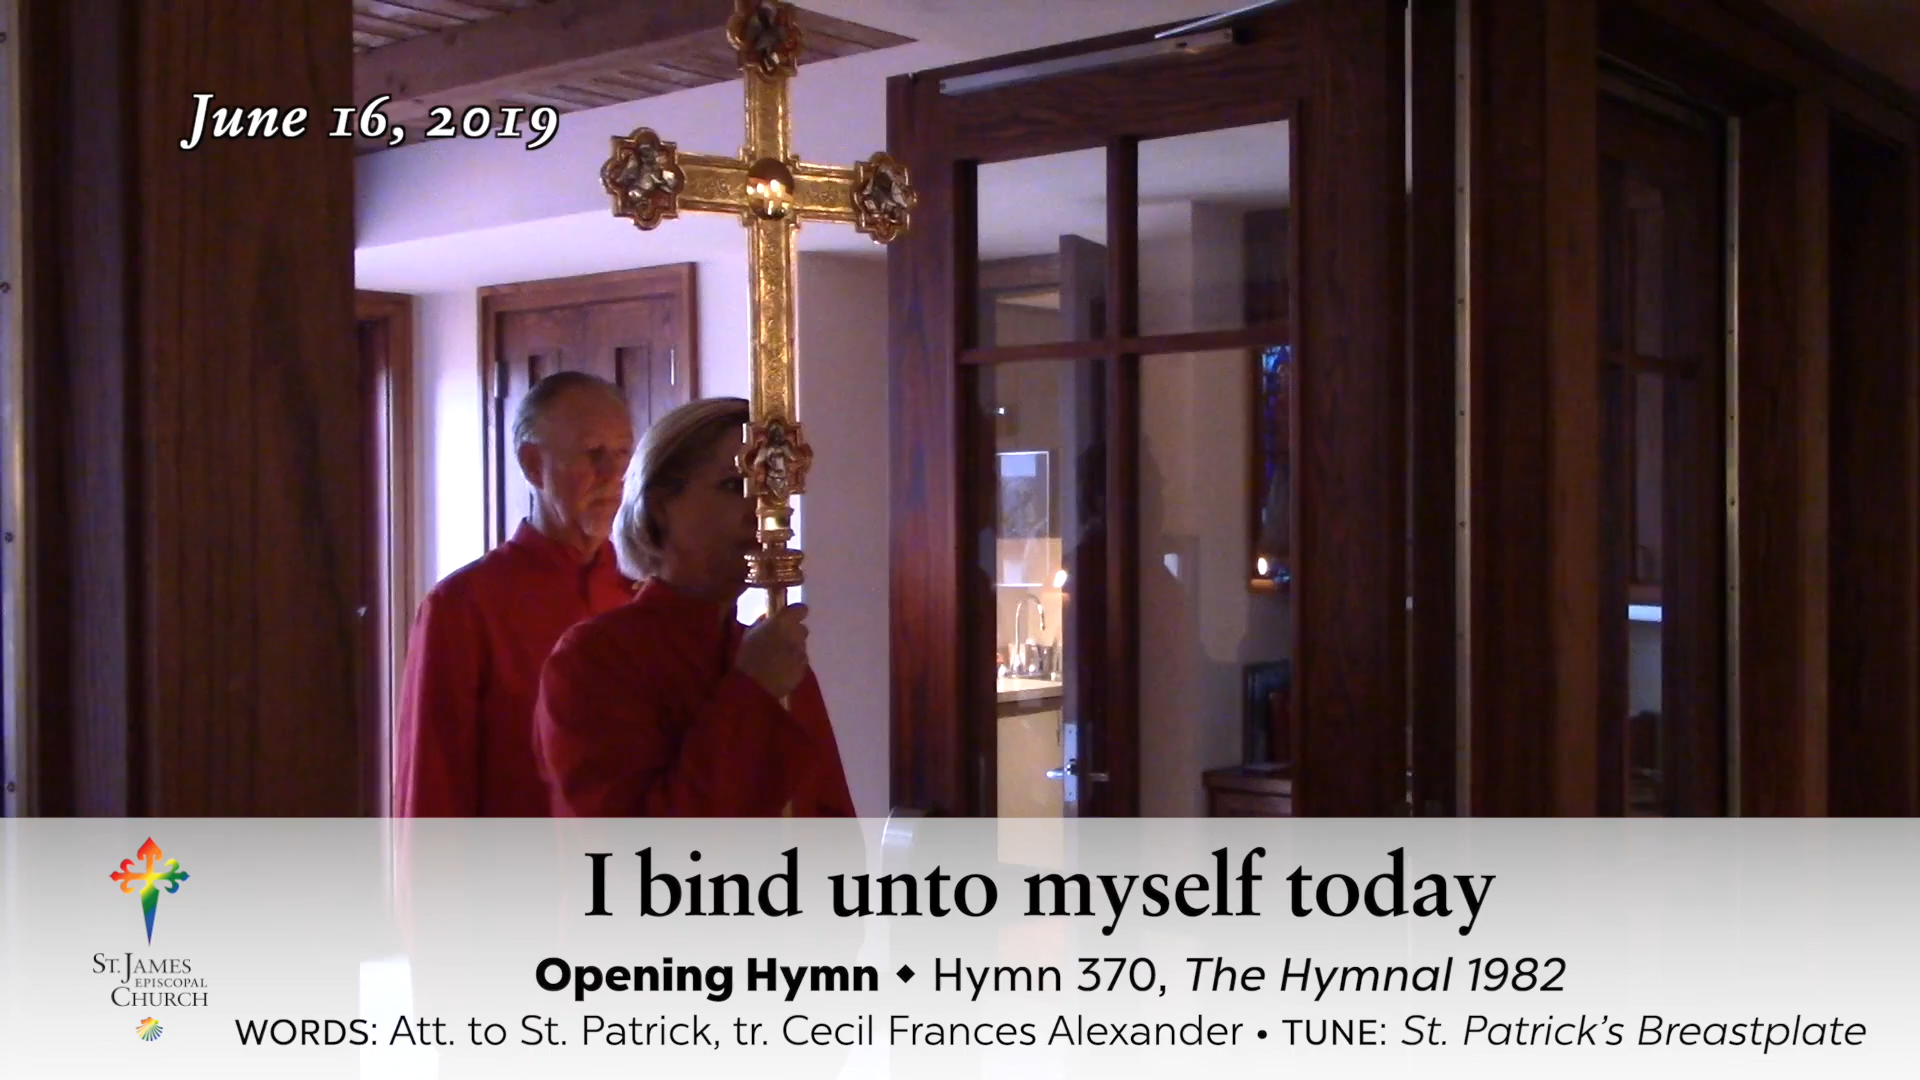 June 16, 2019
I bind unto myself today
Opening Hymn ◆ Hymn 370, The Hymnal 1982
WORDS: Att. to St. Patrick, tr. Cecil Frances Alexander • TUNE: St. Patrick’s Breastplate
ST. JAMES
EPISCOPAL
CHURCH